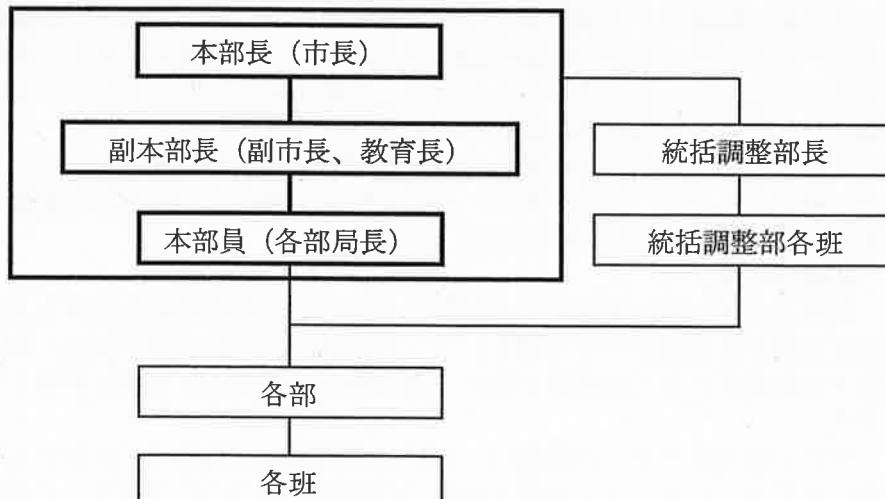 本部長（市長）
副本部長（副市長、教育長）
本部員（各部局長）
統括調整部長
統括調整部各班
各部
各班